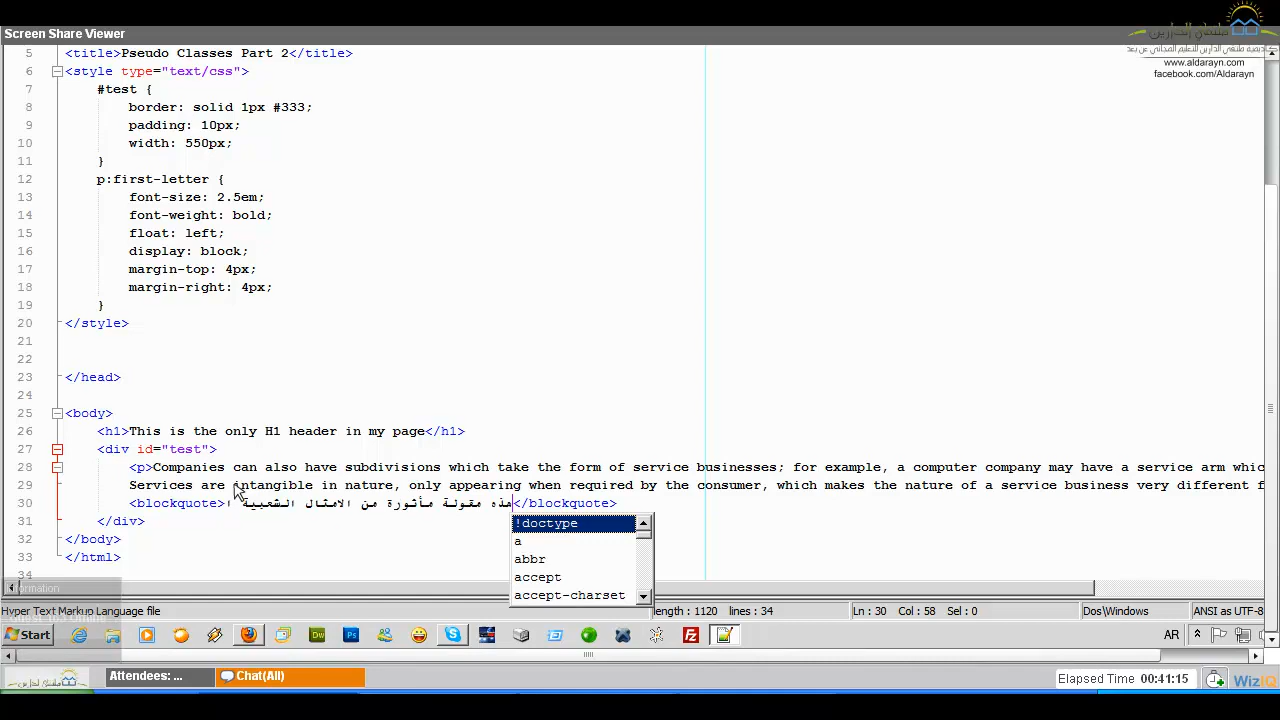 Screen Share Viewer
www.aldarayn.com
facebook.com/Aldarayn
5 <title>Pseudo Classes Part 2</title>
6 <style type="text/css">
7 #test {
8 border: solid 1px #333;
9 padding: 10px;
10 width: 550px;
11 }
12 p:first-letter {
13 font-size: 2.5em;
14 font-weight: bold;
15 float: left;
16 display: block;
17 margin-top: 4px;
18 margin-right: 4px;
19 }
20 </style>
21
22
23 </head>
24
25 <body>
26 <h1>This is the only H1 header in my page</h1>
27 <div id="test">
28 <p>Companies can also have subdivisions which take the form of service businesses; for example, a computer company may have a service arm whic
29 Services are intangible in nature, only appearing when required by the consumer, which makes the nature of a service business very different f
30 <blockquote>هذه مقولة مأثورة من الامثال الشعبية ا</blockquote>
31 </div>
32 </body>
33 </html>
34
!doctype
a
abbr
accept
accept-charset
Hyper Text Markup Language file
length : 1120 lines : 34
Ln : 30 Col : 58 Sel : 0
Dos\Windows
ANSI as UTF-8
Start
AR
Attendees: ...
Chat(All)
Elapsed Time 00:41:15
WizIQ